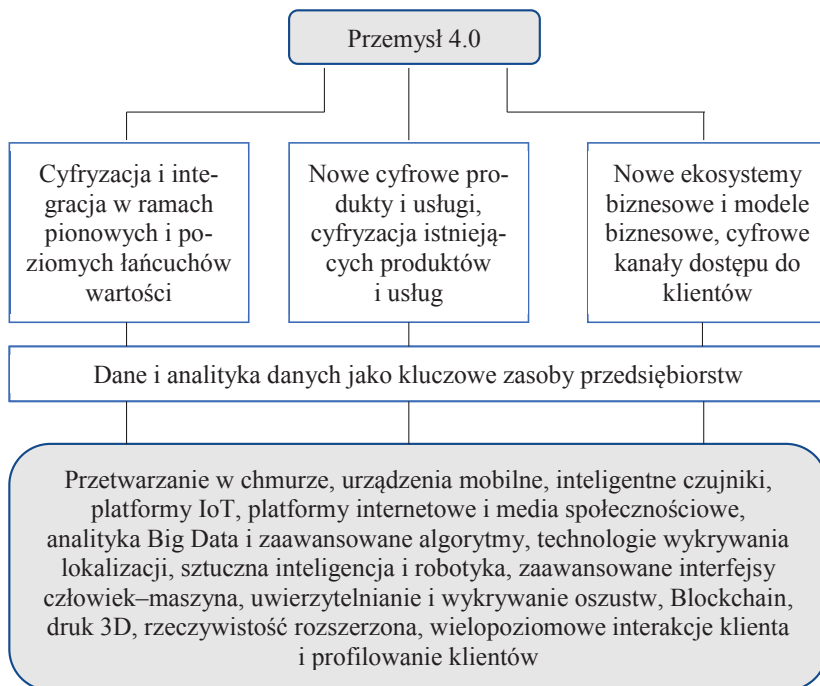 Przemysł 4.0
Cyfryzacja i inte-
gracja w ramach
pionowych i po-
ziomych łańcuchów
wartości
Nowe cyfrowe pro-
dukty i usługi,
cyfryzacja istnieją-
cych produktów
i usług
Nowe ekosystemy
biznesowe i modele
biznesowe, cyfrowe
kanały dostępu do
klientów
Dane i analityka danych jako kluczowe zasoby przedsiębiorstw
Przetwarzanie w chmurze, urządzenia mobilne, inteligentne czujniki,
platformy IoT, platformy internetowe i media społecznościowe,
analityka Big Data i zaawansowane algorytmy, technologie wykrywania
lokalizacji, sztuczna inteligencja i robotyka, zaawansowane interfejsy
człowiek–maszyna, uwierzytelnianie i wykrywanie oszustw, Blockchain,
druk 3D, rzeczywistość rozszerzona, wielopoziomowe interakcje klienta
i profilowanie klientów